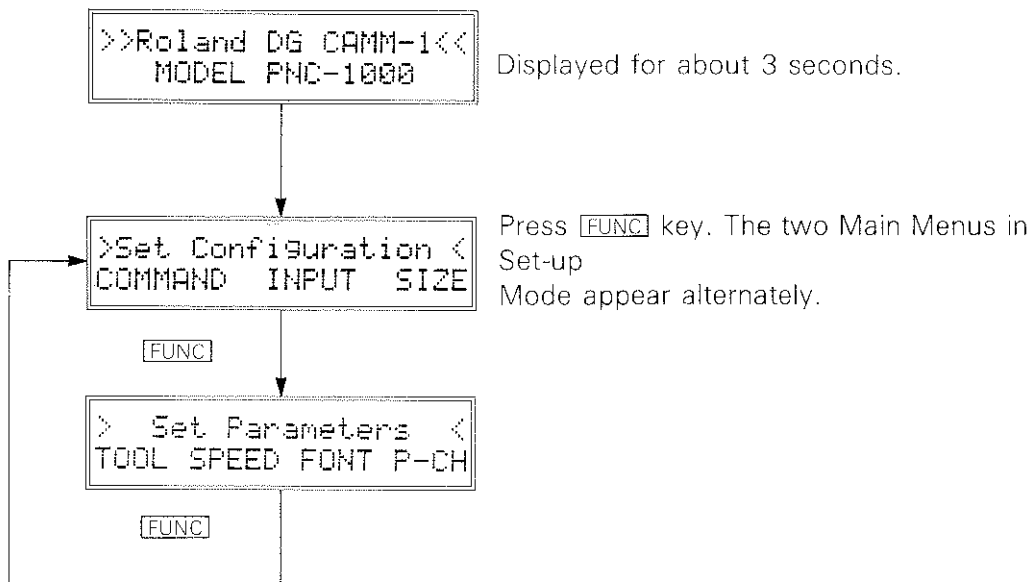 >>Roland DG CAMM-1<<
MODEL PNC-1000
Displayed for about 3 seconds.
>Set Configuration <
COMMAND INPUT SIZE
Press FUNC key. The two Main Menus in
Set-up
Mode appear alternately.
FUNC
> Set Parameters <
TOOL SPEED FONT P-CH
FUNC